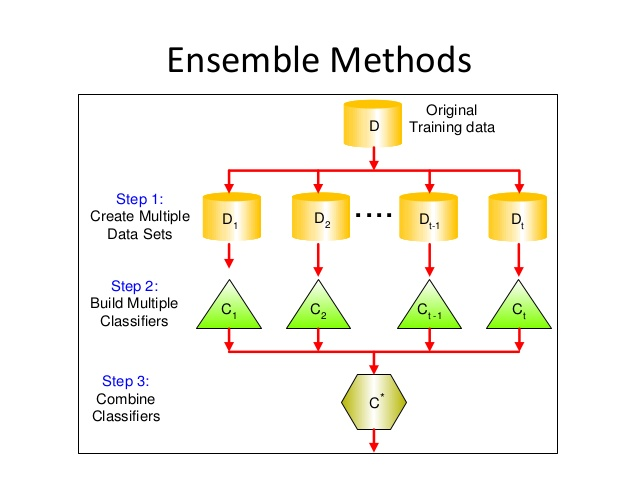 Ensemble Methods
Original
Training data
D
Step 1:
Create Multiple
Data Sets
D1
D2
....
Dt-1
Dt
Step 2:
Build Multiple
Classifiers
C1
C2
Ct-1
Ct
Step 3:
Combine
Classifiers
C*